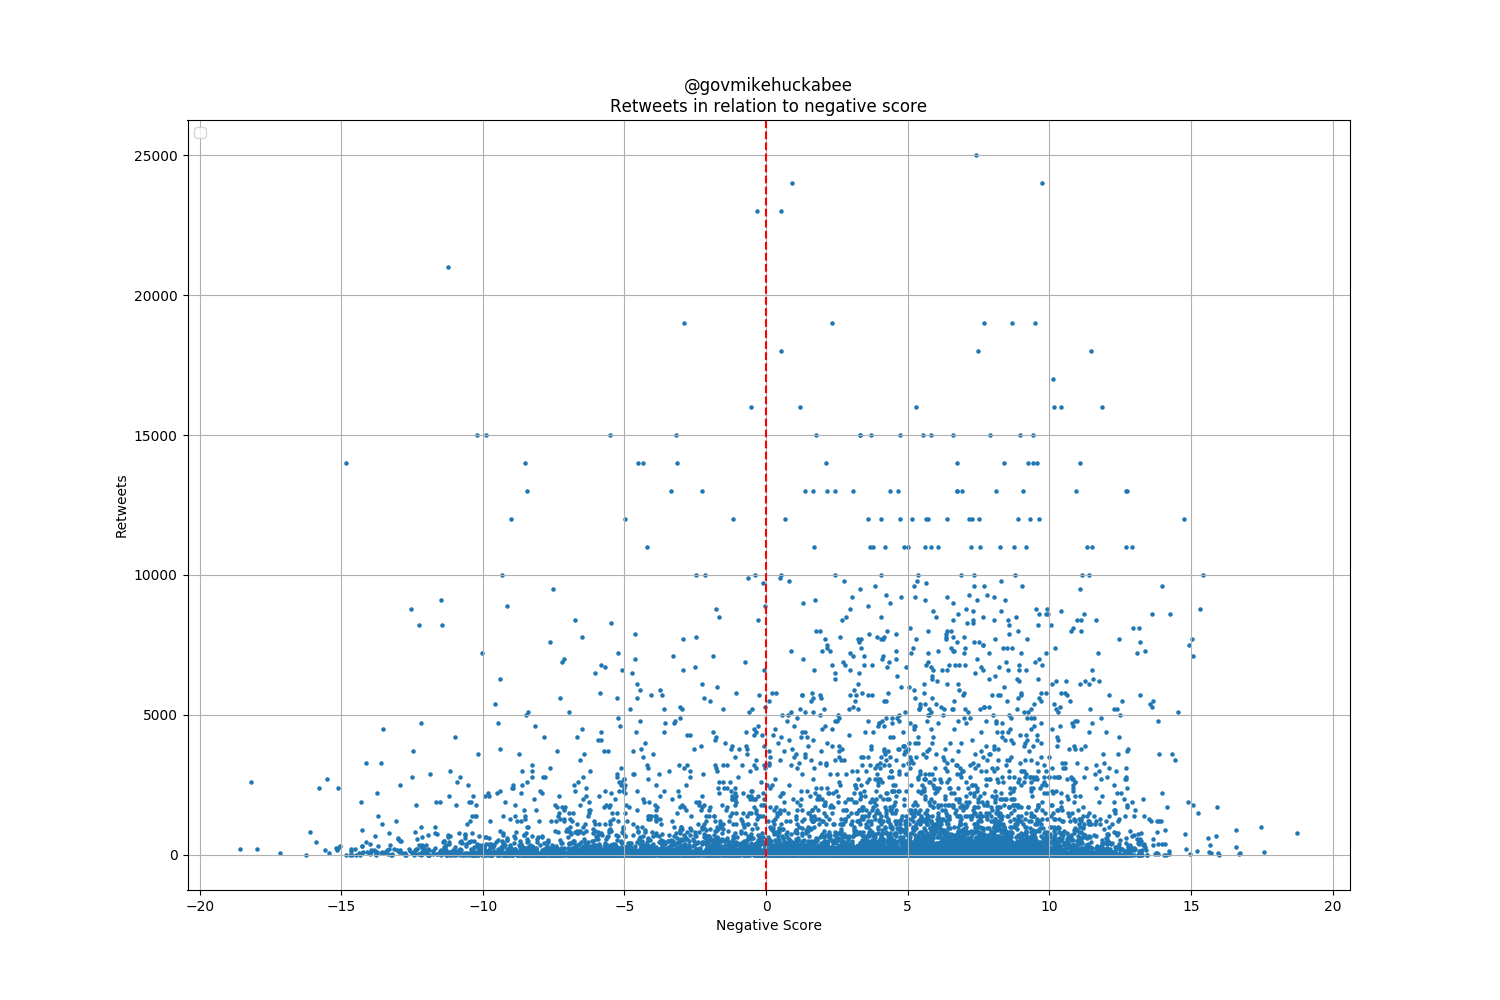 @govmikehuckabee
Retweets in relation to negative score
25000
20000
15000
10000
5000
0
Retweets
−20 −15 −10 −5 0 5 10 15 20
Negative Score